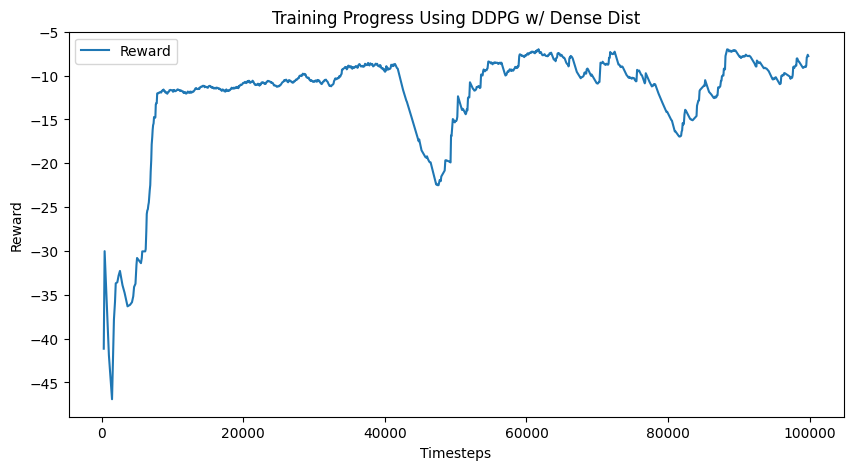 Training Progress Using DDPG w/ Dense Dist
Reward
−5
−10
−15
−20
−25
−30
−35
−40
−45
Reward
0 20000 40000 60000 80000 100000
Timesteps